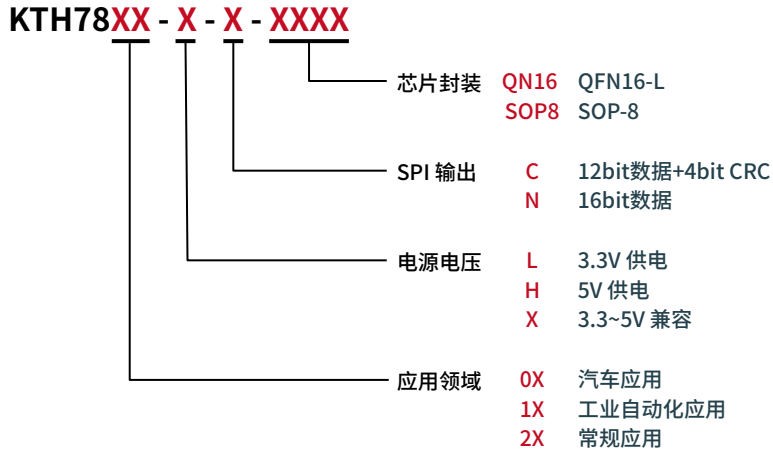 KTH78XX - X - X - XXXX
芯片封装 QN16 QFN16-L
SOP8 SOP-8
SPI 输出 C 12bit数据+4bit CRC
N 16bit数据
电源电压 L 3.3V 供电
H 5V 供电
X 3.3~5V 兼容
应用领域 0X 汽车应用
1X 工业自动化应用
2X 常规应用